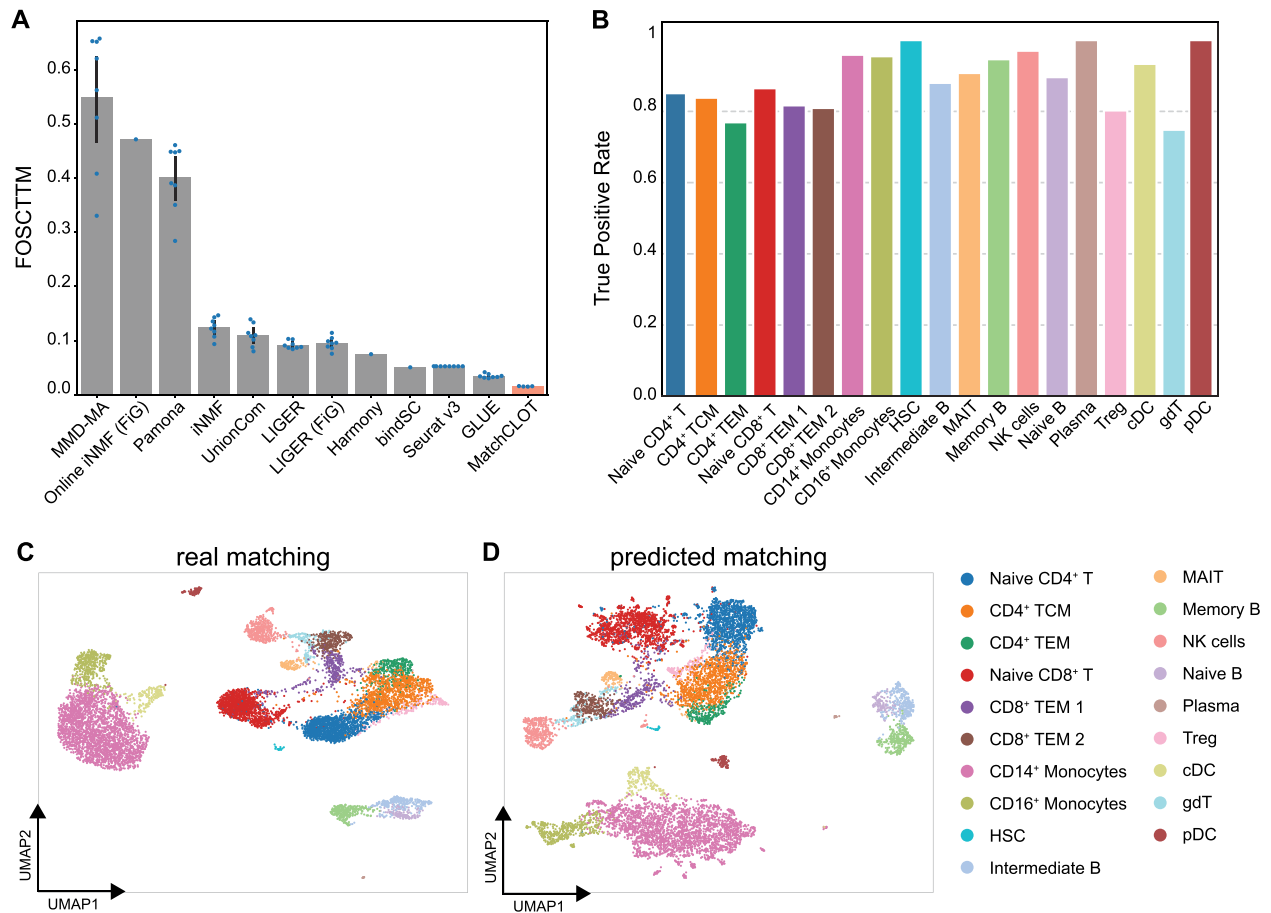 A
FOSCTTM
0.6
0.5
0.4
0.3
0.2
0.1
0.0
MMD-MA
Online iNMF (FiG)
Pamona
iNMF
UnionCom
LIGER
LIGER (FiG)
Harmony
bindSC
Seurat v3
GLUE
MatchCLOT
B
True Positive Rate
1
0.8
0.6
0.4
0.2
0.0
Naive CD4⁺ T
CD4⁺ TCM
CD4⁺ TEM
Naive CD8⁺ T
CD8⁺ TEM 1
CD8⁺ TEM 2
CD14⁺ Monocytes
CD16⁺ Monocytes
HSC
Intermediate B
MAIT
Memory B
NK cells
Naive B
Plasma
Treg
cDC
gdT
pDC
C
real matching
UMAP2
UMAP1
D
predicted matching
UMAP2
UMAP1
Naive CD4⁺ T
CD4⁺ TCM
CD4⁺ TEM
Naive CD8⁺ T
CD8⁺ TEM 1
CD8⁺ TEM 2
CD14⁺ Monocytes
CD16⁺ Monocytes
HSC
Intermediate B
MAIT
Memory B
NK cells
Naive B
Plasma
Treg
cDC
gdT
pDC